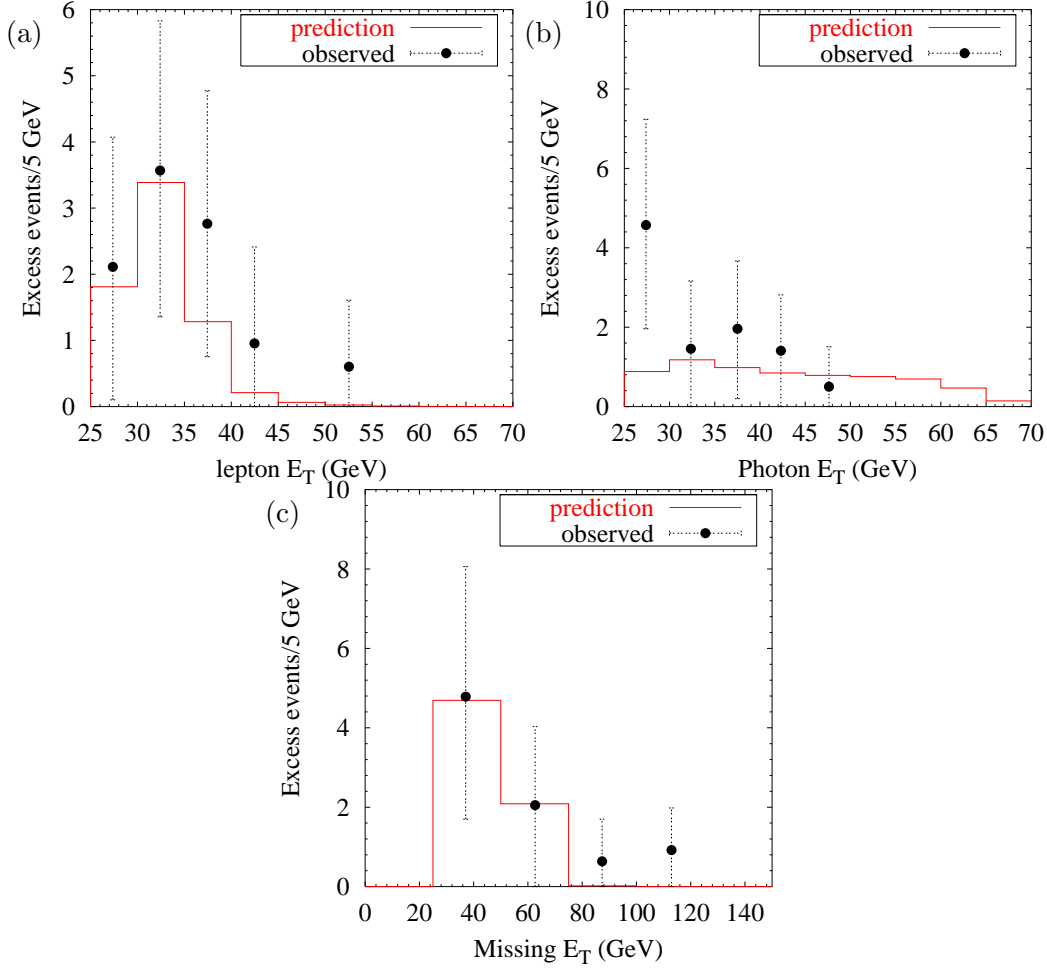 (a)
prediction
observed
Excess events/5 GeV
6
5
4
3
2
1
0
25 30 35 40 45 50 55 60 65 70
lepton E_T (GeV)
(b)
prediction
observed
Excess events/5 GeV
10
8
6
4
2
0
25 30 35 40 45 50 55 60 65 70
Photon E_T (GeV)
(c)
prediction
observed
Excess events/5 GeV
10
8
6
4
2
0
0 20 40 60 80 100 120 140
Missing E_T (GeV)